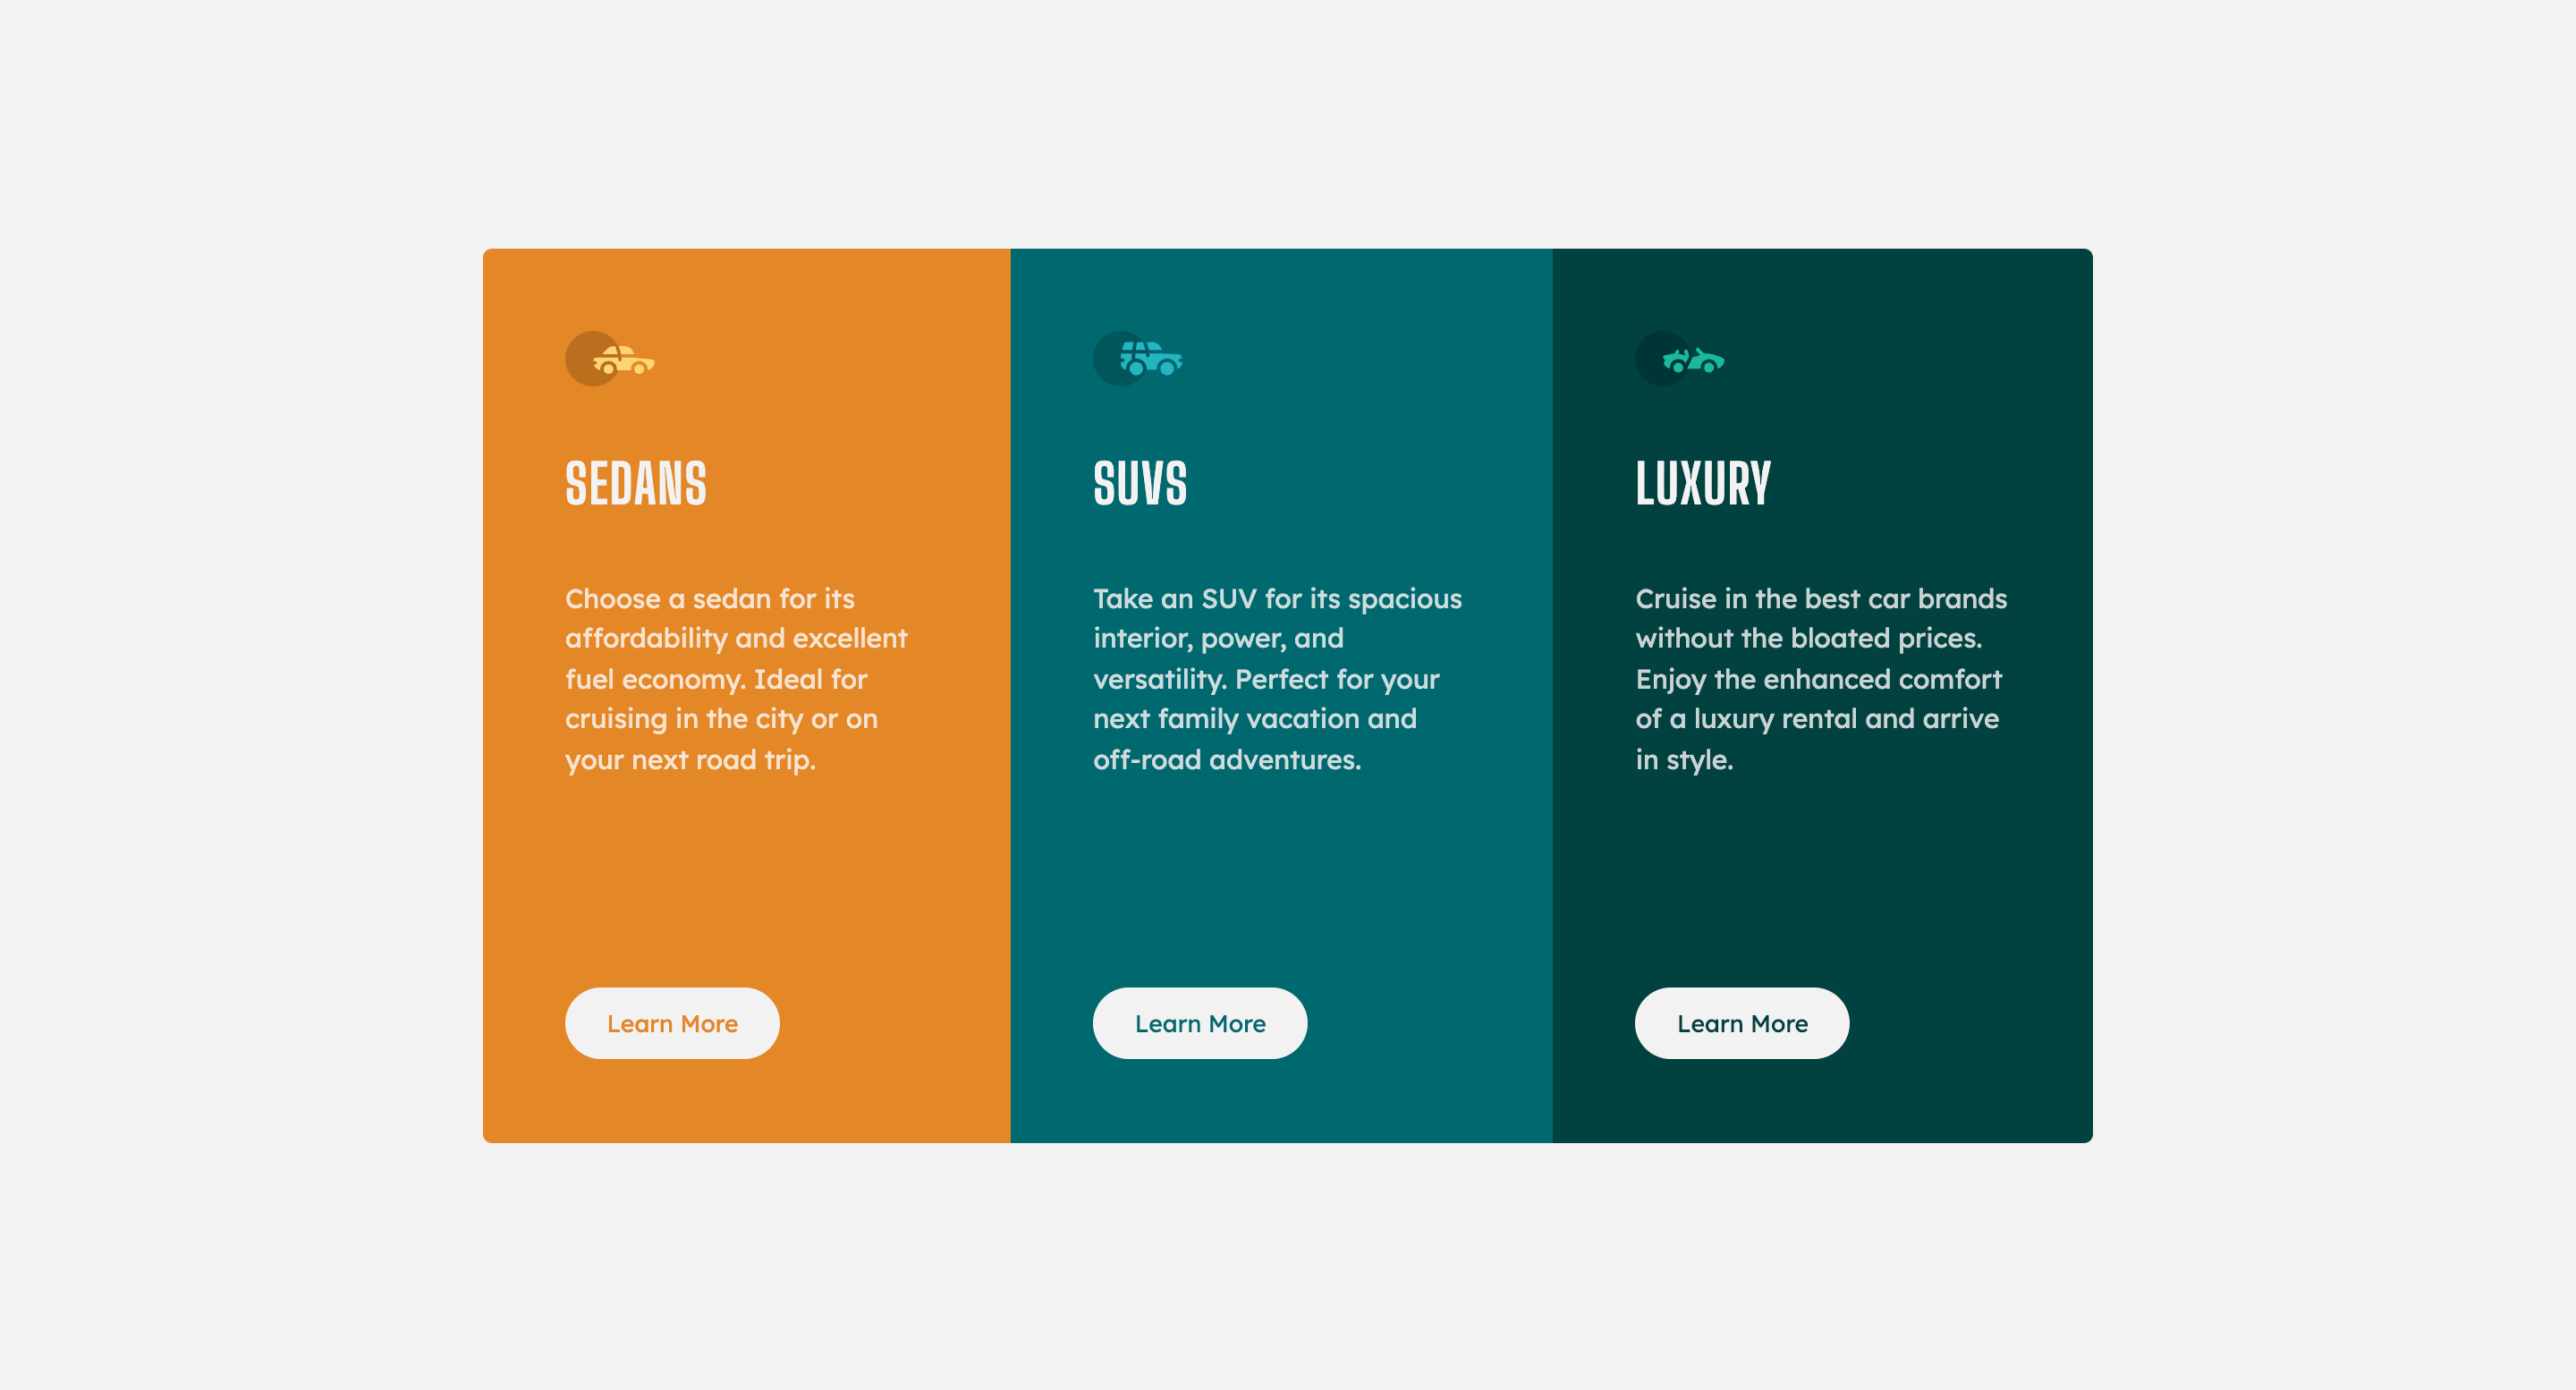 SEDANS
Choose a sedan for its
affordability and excellent
fuel economy. Ideal for
cruising in the city or on
your next road trip.
Learn More
SUVS
Take an SUV for its spacious
interior, power, and
versatility. Perfect for your
next family vacation and
off-road adventures.
Learn More
LUXURY
Cruise in the best car brands
without the bloated prices.
Enjoy the enhanced comfort
of a luxury rental and arrive
in style.
Learn More